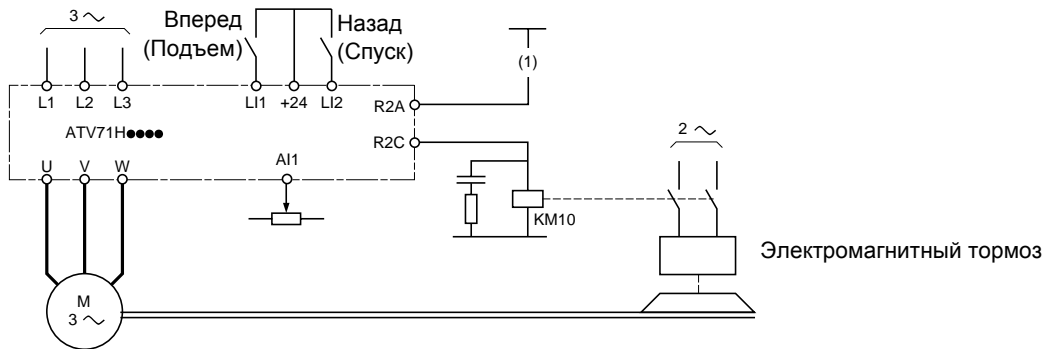 3 ~
Вперед
(Подъем)
Назад
(Спуск)
(1)
L1 L2 L3 LI1 +24 LI2
R2A
ATV71H●●●●
R2C
2 ~
U V W
AI1
KM10
Электромагнитный тормоз
M
3 ~